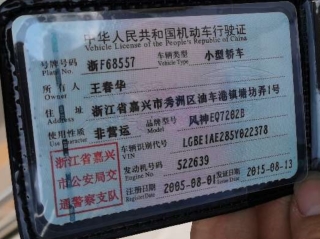 中华人民共和国机动车行驶证
Vehicle License of the People's Republic of China
号牌号码 浙F68557 车辆类型 小型轿车
Plate No. Vehicle Type
所有人 王春华
Owner
住址 浙江省嘉兴市秀洲区油车港镇塘坊养1号
Address
使用性质 非营运 品牌型号 风神EQ7202B
Use Character Model
车辆识别代号 LGBE1AE285Y022378
VIN
发动机号码 522639
Engine No.
注册日期 2005-08-01 发证日期 2015-08-13
Register Date Issue Date
浙江省嘉兴
市公安局交
通警察支队